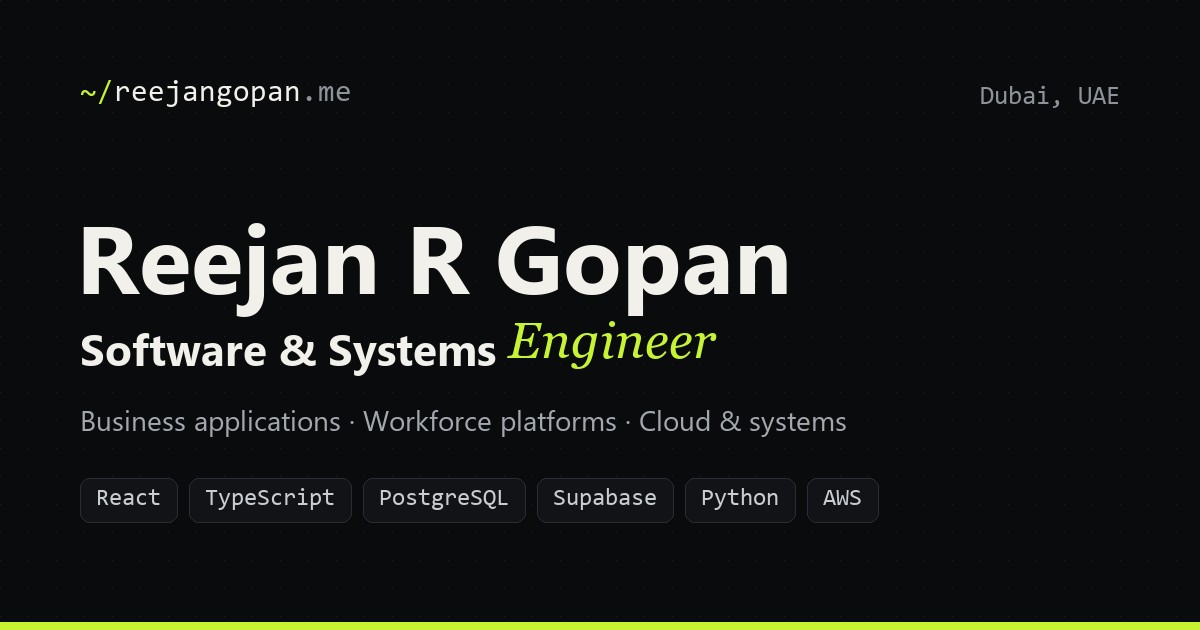 ~/reejangopan.me
Dubai, UAE
Reejan R Gopan
Software & Systems Engineer
Business applications · Workforce platforms · Cloud & systems
React TypeScript PostgreSQL Supabase Python AWS